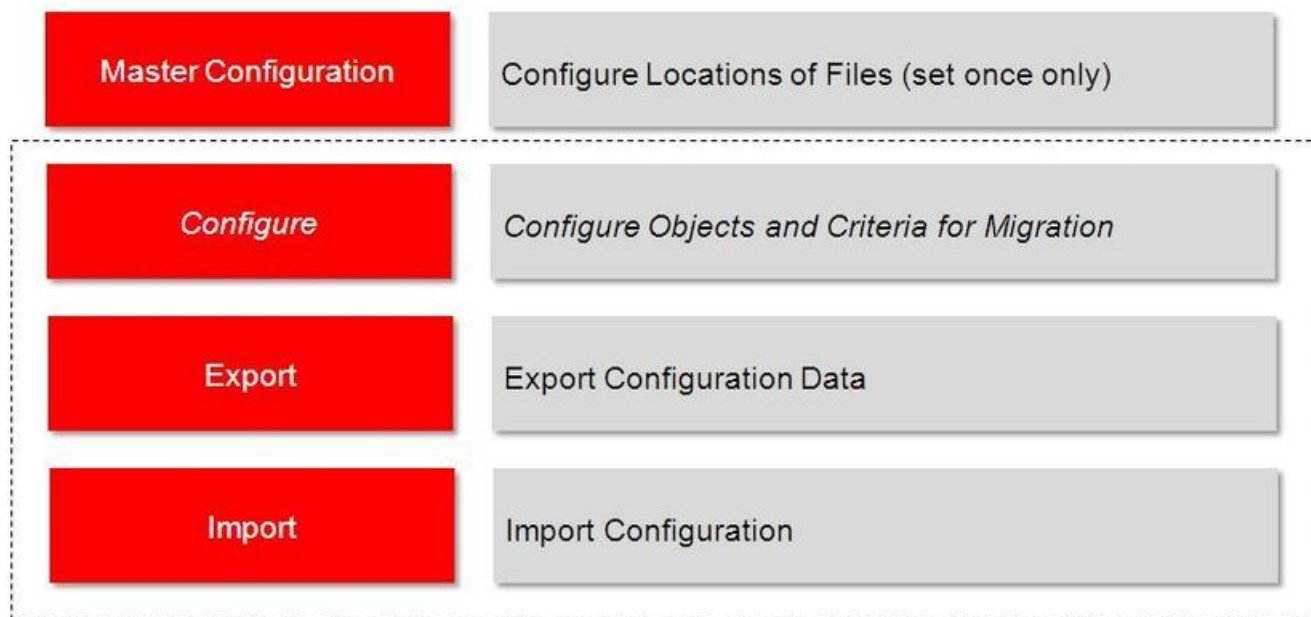 Master Configuration
Configure Locations of Files (set once only)
Configure
Configure Objects and Criteria for Migration
Export
Export Configuration Data
Import
Import Configuration